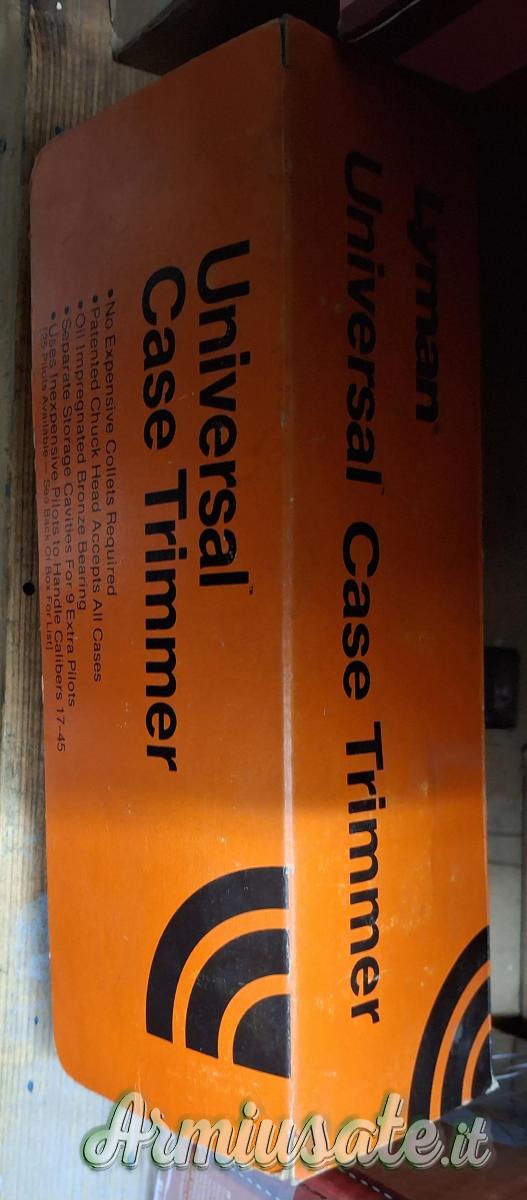 Lyman
Universal™ Case Trimmer
Universal™
Case Trimmer
• No Expensive Collets Required
• Patented Chuck Head Accepts All Cases
• Oil Impregnated Bronze Bearing
• Separate Storage Cavities For 9 Extra Pilots
• Uses Inexpensive Pilots to Handle Calibers 17-45
(25 Pilots Available — See Back Of Box For List)
Armiusate.it